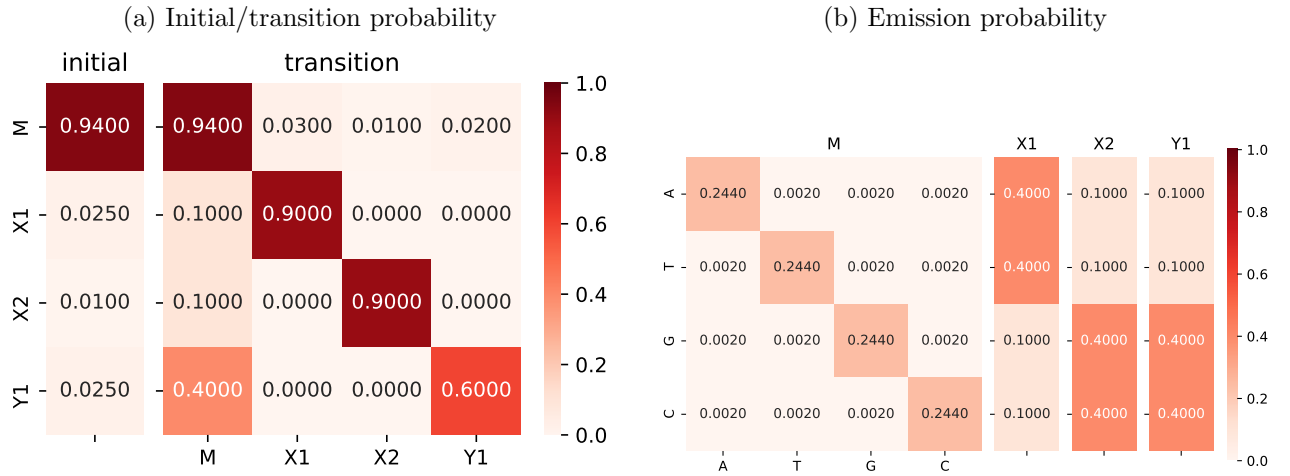 (a) Initial/transition probability
initial transition
M 0.9400 0.9400 0.0300 0.0100 0.0200
X1 0.0250 0.1000 0.9000 0.0000 0.0000
X2 0.0100 0.1000 0.0000 0.9000 0.0000
Y1 0.0250 0.4000 0.0000 0.0000 0.6000
M X1 X2 Y1
1.0
0.8
0.6
0.4
0.2
0.0
(b) Emission probability
M X1 X2 Y1
A 0.2440 0.0020 0.0020 0.0020 0.4000 0.1000 0.1000
T 0.0020 0.2440 0.0020 0.0020 0.4000 0.1000 0.1000
G 0.0020 0.0020 0.2440 0.0020 0.1000 0.4000 0.4000
C 0.0020 0.0020 0.0020 0.2440 0.1000 0.4000 0.4000
A T G C
1.0
0.8
0.6
0.4
0.2
0.0